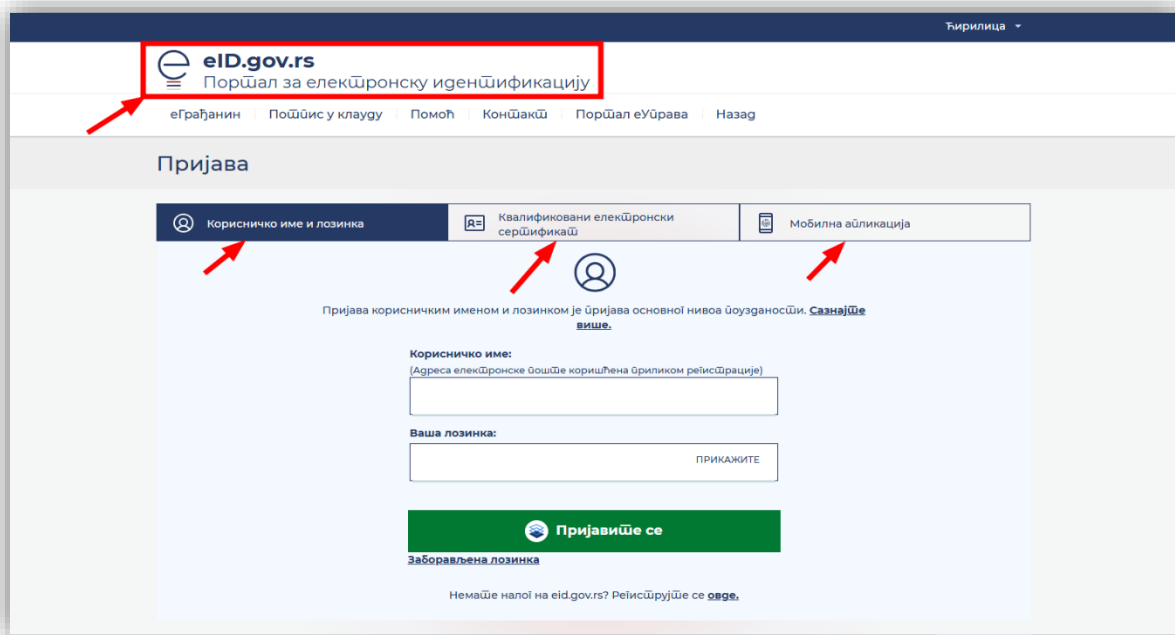 Ћирилица
eID.gov.rs
Портал за електронску идентификацију
еГрађанин Потпис у клауду Помоћ Контакт Портал еУправа Назад
Пријава
Корисничко име и лозинка
Квалификовани електронски
сертификат
Мобилна апликација
Пријава корисничким именом и лозинком је пријава основног нивоа поузданости. Сазнајте
више.
Корисничко име:
(Адреса електронске поште коришћена приликом регистрације)
Ваша лозинка:
ПРИКАЖИТЕ
Пријавите се
Заборављена лозинка
Немате налог на eid.gov.rs? Региструјте се овде.